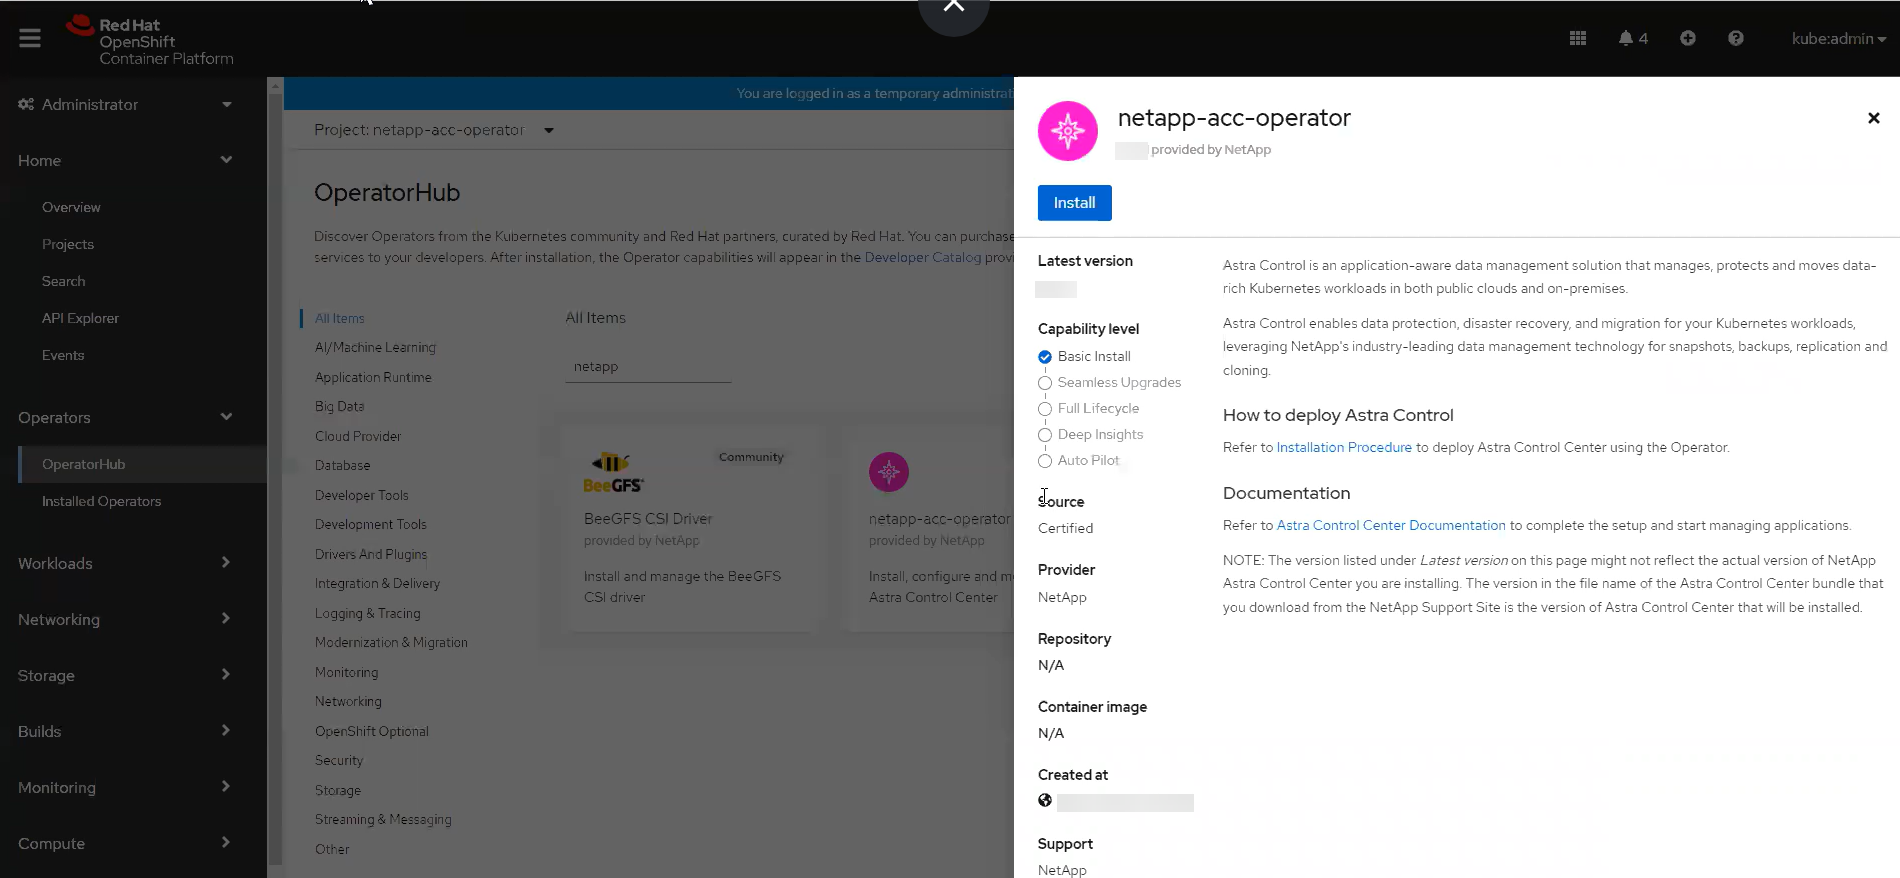 Red Hat
OpenShift
Container Platform
4
kube:admin
Administrator
Home
Overview
Projects
Search
API Explorer
Events
Operators
OperatorHub
Installed Operators
Workloads
Networking
Storage
Builds
Monitoring
Compute
You are logged in as a temporary
Project: netapp-acc-operator
OperatorHub
Discover Operators from the Kubernetes community and Red Hat partners, curated by Red Hat. You can purchase
services to your developers. After installation, the Operator capabilities will appear in the Developer Catalog
All Items
AI/Machine Learning
Application Runtime
Big Data
Cloud Provider
Database
Developer Tools
Development Tools
Drivers And Plugins
Integration & Delivery
Logging & Tracing
Modernization & Migration
Monitoring
Networking
OpenShift Optional
Security
Storage
Streaming & Messaging
Other
All Items
netapp
Community
BeeGFS
BeeGFS CSI Driver
provided by NetApp
Install and manage the BeeGFS
CSI driver
netapp-acc-operator
provided by NetApp
Install, configure and
Astra Control Center
netapp-acc-operator
provided by NetApp
Install
Latest version
Capability level
Basic Install
Seamless Upgrades
Full Lifecycle
Deep Insights
Auto Pilot
Source
Certified
Provider
NetApp
Repository
N/A
Container image
N/A
Created at
Support
NetApp
Astra Control is an application-aware data management solution that manages, protects and moves data-
rich Kubernetes workloads in both public clouds and on-premises.
Astra Control enables data protection, disaster recovery, and migration for your Kubernetes workloads,
leveraging NetApp's industry-leading data management technology for snapshots, backups, replication and
cloning.
How to deploy Astra Control
Refer to Installation Procedure to deploy Astra Control Center using the Operator.
Documentation
Refer to Astra Control Center Documentation to complete the setup and start managing applications.
NOTE: The version listed under Latest version on this page might not reflect the actual version of NetApp
Astra Control Center you are installing. The version in the file name of the Astra Control Center bundle that
you download from the NetApp Support Site is the version of Astra Control Center that will be installed.